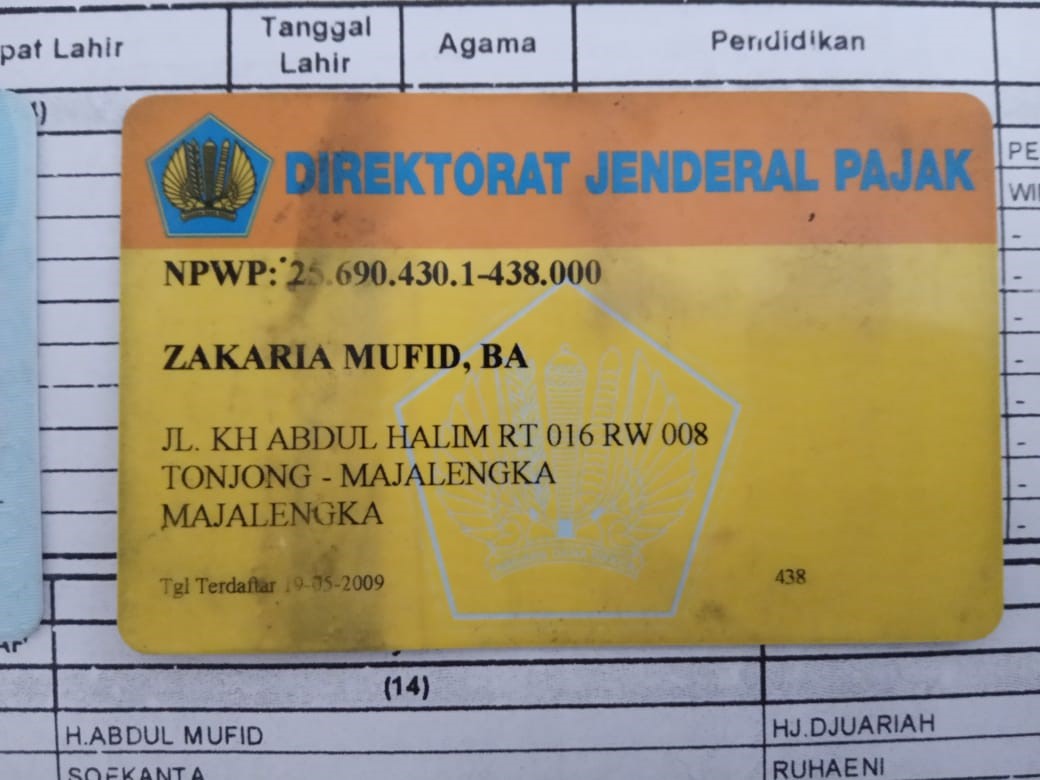 pat Lahir
Tanggal
Lahir
Agama
Pendidikan
PE
DIREKTORAT JENDERAL PAJAK
NPWP: 25.690.430.1-438.000
ZAKARIA MUFID, BA
JL. KH ABDUL HALIM RT 016 RW 008
TONJONG - MAJALENGKA
MAJALENGKA
Tgl Terdaftar 19-05-2009
438
(14)
H.ABDUL MUFID
HJ.DJUARIAH
SOEKANTA
RUHAENI